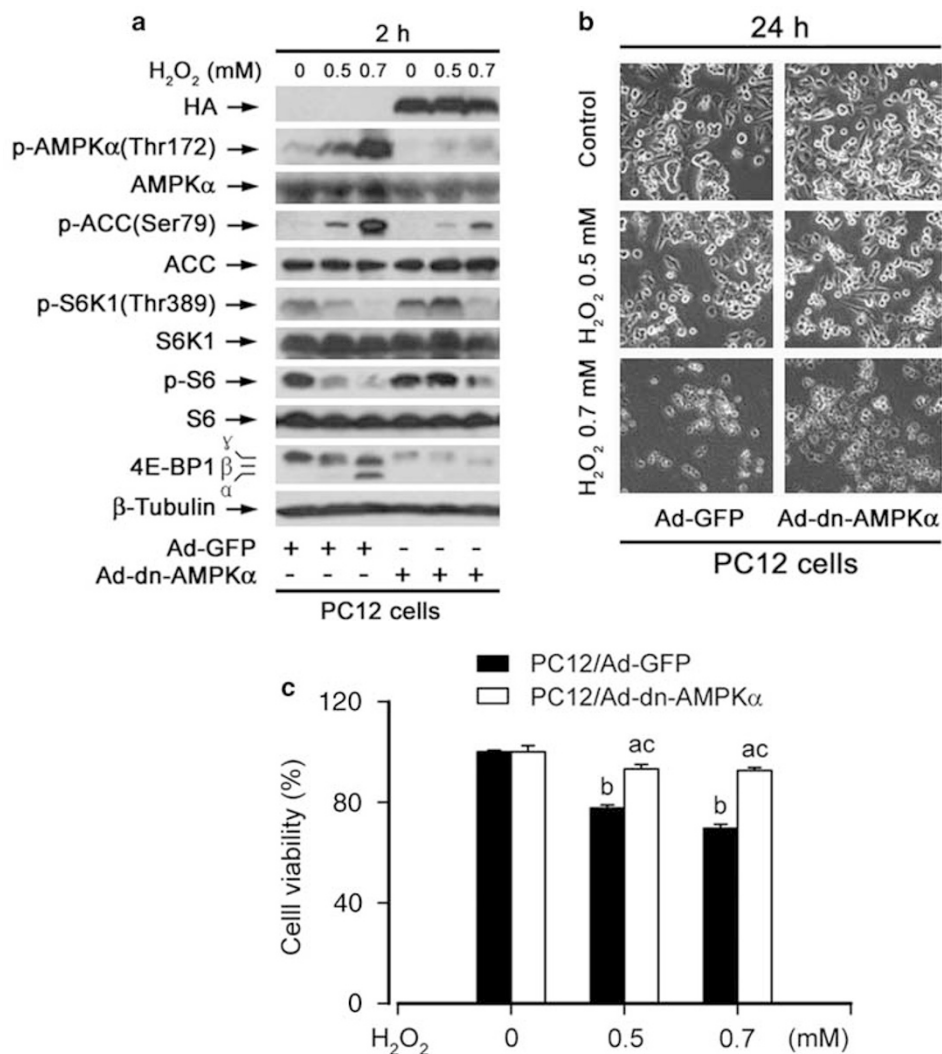 a
2 h
H₂O₂ (mM) 0 0.5 0.7 0 0.5 0.7
HA
p-AMPKα(Thr172)
AMPKα
p-ACC(Ser79)
ACC
p-S6K1(Thr389)
S6K1
p-S6
S6
4E-BP1 γ β α
β-Tubulin
Ad-GFP + + + - - -
Ad-dn-AMPKα - - - + + +
PC12 cells
b
24 h
Control
H₂O₂ 0.5 mM
H₂O₂ 0.7 mM
Ad-GFP Ad-dn-AMPKα
PC12 cells
c
PC12/Ad-GFP
PC12/Ad-dn-AMPKα
Celll viability (%)
120
80
40
0
b ac b ac
H₂O₂ 0 0.5 0.7 (mM)